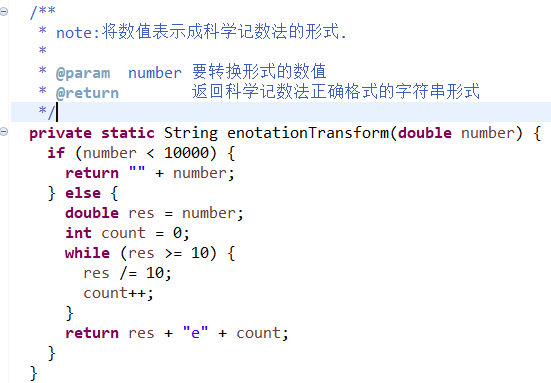 /**
 * note:将数值表示成科学记数法的形式.
 *
 * @param  number 要转换形式的数值
 * @return        返回科学记数法正确格式的字符串形式
 */
private static String enotationTransform(double number) {
  if (number < 10000) {
    return "" + number;
  } else {
    double res = number;
    int count = 0;
    while (res >= 10) {
      res /= 10;
      count++;
    }
    return res + "e" + count;
  }
}